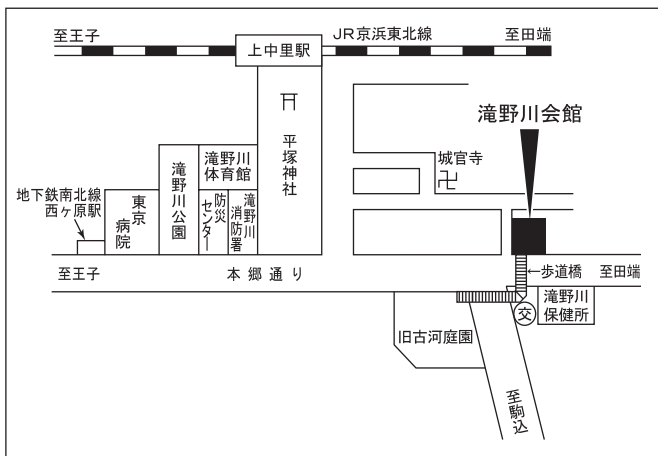 上中里駅
至王子
JR京浜東北線
至田端
滝野川会館
平塚神社
城官寺
滝野川
体育館
滝野川公園
地下鉄南北線
西ヶ原駅
東京
病院
防災
センター
滝野川
消防署
至王子
本郷通り
←歩道橋
至田端
交
滝野川
保健所
旧古河庭園
至駒込